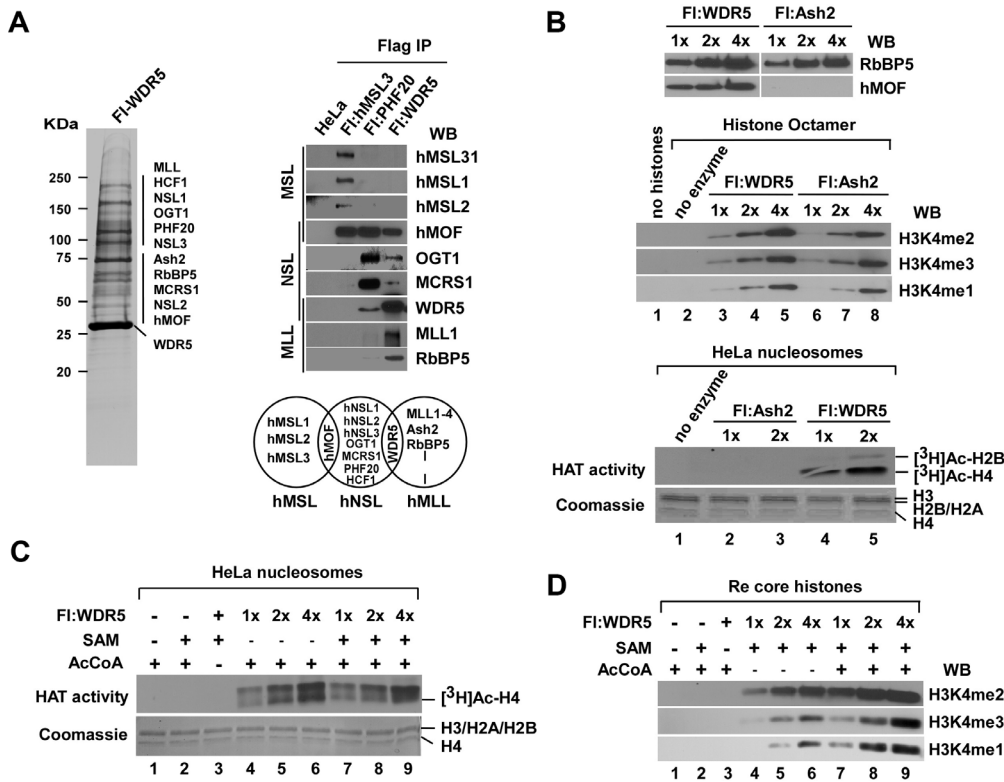 A
Fl-WDR5
KDa
250
150
100
75
50
25
20
MLL
HCF1
NSL1
OGT1
PHF20
NSL3
Ash2
RbBP5
MCRS1
NSL2
hMOF
WDR5
Flag IP
HeLa
Fl:hMSL3
Fl:PHF20
Fl:WDR5
WB
MSL
NSL
MLL
hMSL31
hMSL1
hMSL2
hMOF
OGT1
MCRS1
WDR5
MLL1
RbBP5
hMSL1
hMSL2
hMSL3
hMOF
hNSL1
hNSL2
hNSL3
OGT1
MCRS1
PHF20
HCF1
WDR5
MLL1-4
Ash2
RbBP5
hMSL hNSL hMLL
B
Fl:WDR5 Fl:Ash2
1x 2x 4x 1x 2x 4x WB
RbBP5
hMOF
Histone Octamer
no histones
no enzyme
Fl:WDR5 Fl:Ash2
1x 2x 4x 1x 2x 4x WB
H3K4me2
H3K4me3
H3K4me1
1 2 3 4 5 6 7 8
HeLa nucleosomes
no enzyme
Fl:Ash2 Fl:WDR5
1x 2x 1x 2x
HAT activity
[³H]Ac-H2B
[³H]Ac-H4
Coomassie
H3
H2B/H2A
H4
1 2 3 4 5
C
HeLa nucleosomes
Fl:WDR5 - - + 1x 2x 4x 1x 2x 4x
SAM - + + - - - + + +
AcCoA + + - + + + + + +
HAT activity
[³H]Ac-H4
Coomassie
H3/H2A/H2B
H4
1 2 3 4 5 6 7 8 9
D
Re core histones
Fl:WDR5 - - + 1x 2x 4x 1x 2x 4x
SAM - + - + + + + + +
AcCoA + + + - - - + + + WB
H3K4me2
H3K4me3
H3K4me1
1 2 3 4 5 6 7 8 9